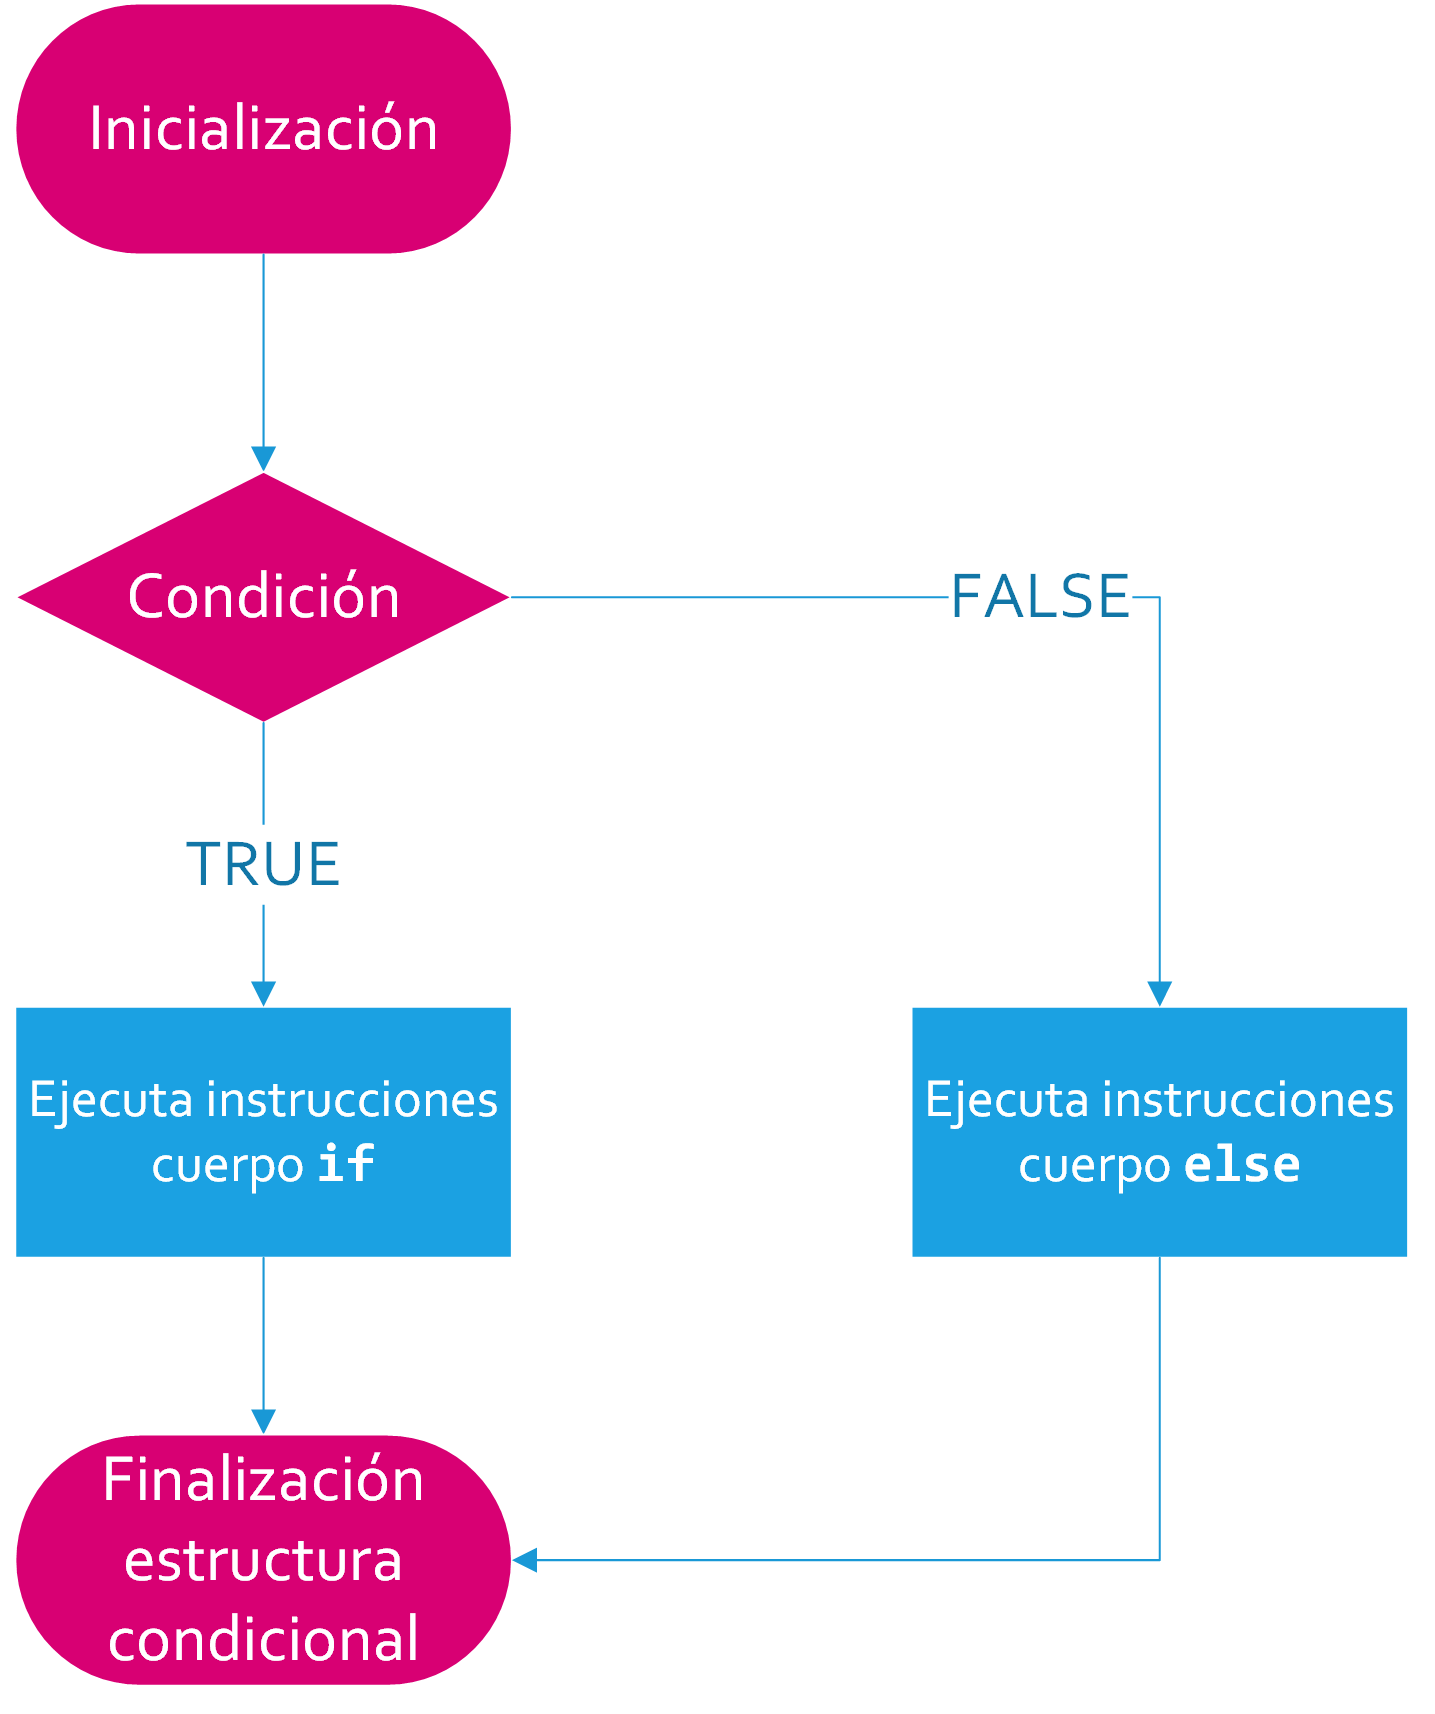 Inicialización
Condición
FALSE
TRUE
Ejecuta instrucciones
cuerpo if
Ejecuta instrucciones
cuerpo else
Finalización
estructura
condicional